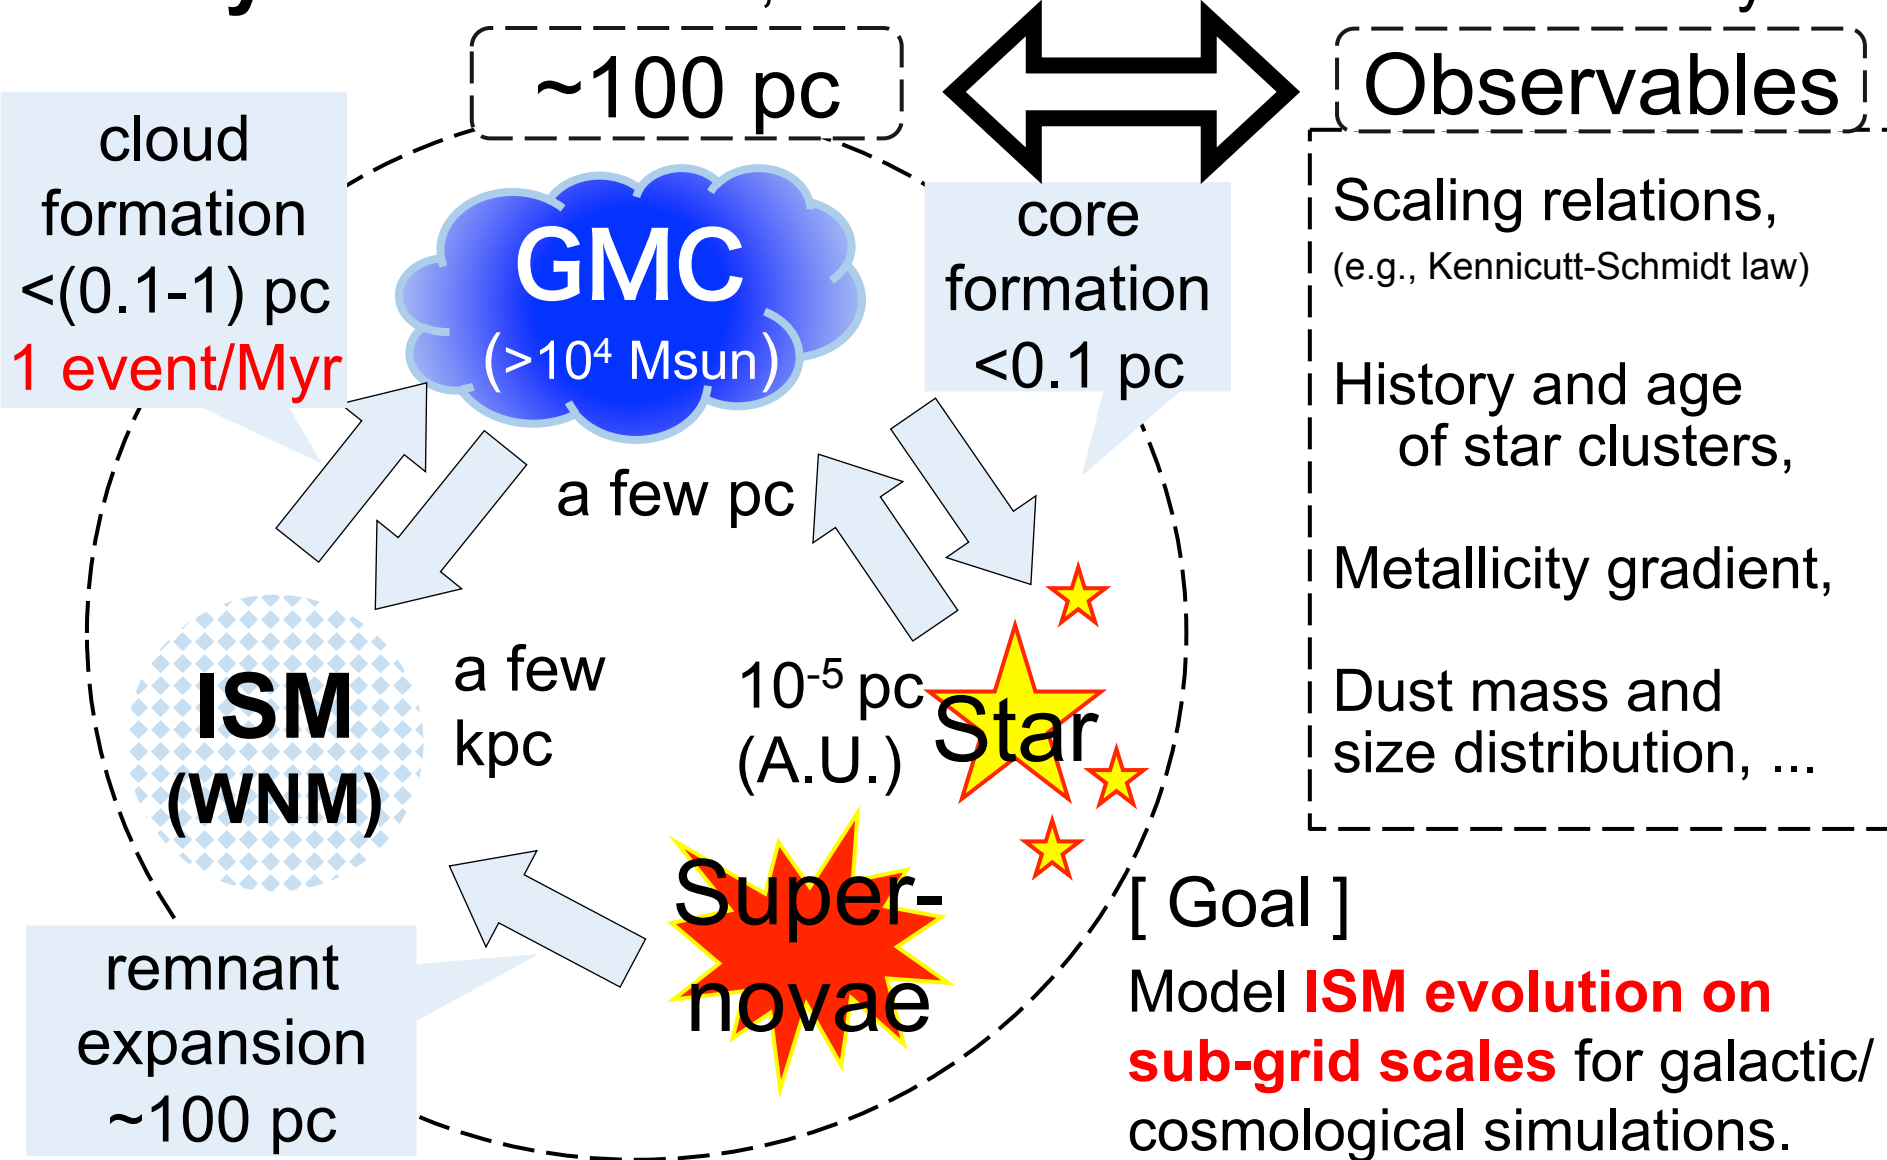 ~100 pc
Observables
cloud
formation
<(0.1-1) pc
1 event/Myr
GMC
(>10⁴ Msun)
core
formation
<0.1 pc
Scaling relations,
(e.g., Kennicutt-Schmidt law)
History and age
of star clusters,
Metallicity gradient,
Dust mass and
size distribution, ...
a few pc
ISM
(WNM)
a few
kpc
10⁻⁵ pc
(A.U.)
Star
Super-
novae
remnant
expansion
~100 pc
[ Goal ]
Model ISM evolution on
sub-grid scales for galactic/
cosmological simulations.